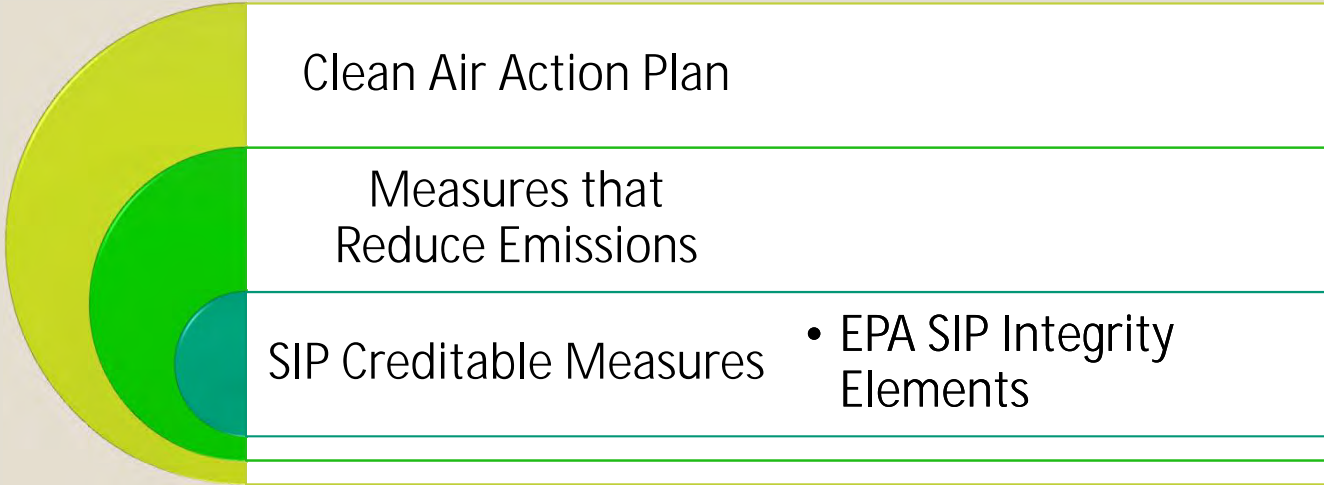 Clean Air Action Plan
Measures that
Reduce Emissions
SIP Creditable Measures
• EPA SIP Integrity
Elements